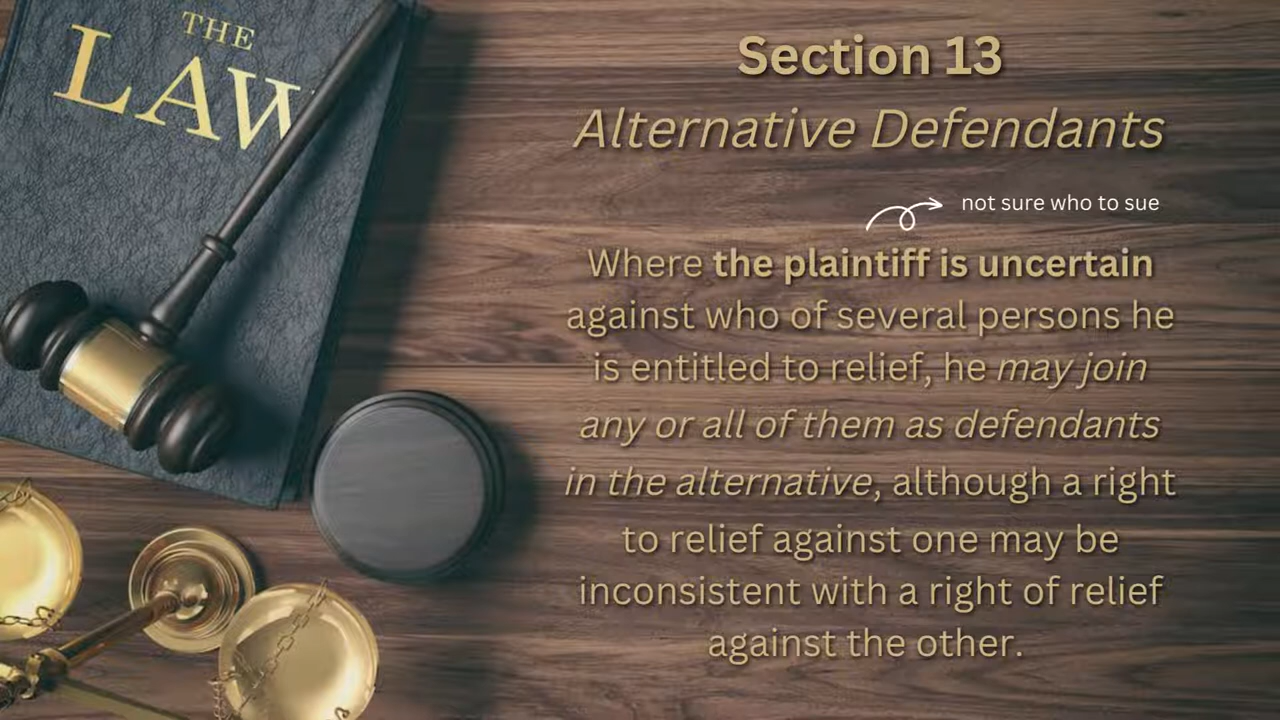 THE
LAW
Section 13
Alternative Defendants
not sure who to sue
Where the plaintiff is uncertain
against who of several persons he
is entitled to relief, he may join
any or all of them as defendants
in the alternative, although a right
to relief against one may be
inconsistent with a right of relief
against the other.